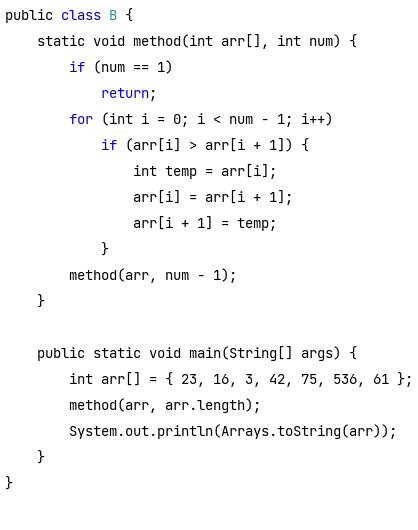 public class B {
    static void method(int arr[], int num) {
        if (num == 1)
            return;
        for (int i = 0; i < num - 1; i++)
            if (arr[i] > arr[i + 1]) {
                int temp = arr[i];
                arr[i] = arr[i + 1];
                arr[i + 1] = temp;
            }
        method(arr, num - 1);
    }

    public static void main(String[] args) {
        int arr[] = { 23, 16, 3, 42, 75, 536, 61 };
        method(arr, arr.length);
        System.out.println(Arrays.toString(arr));
    }
}